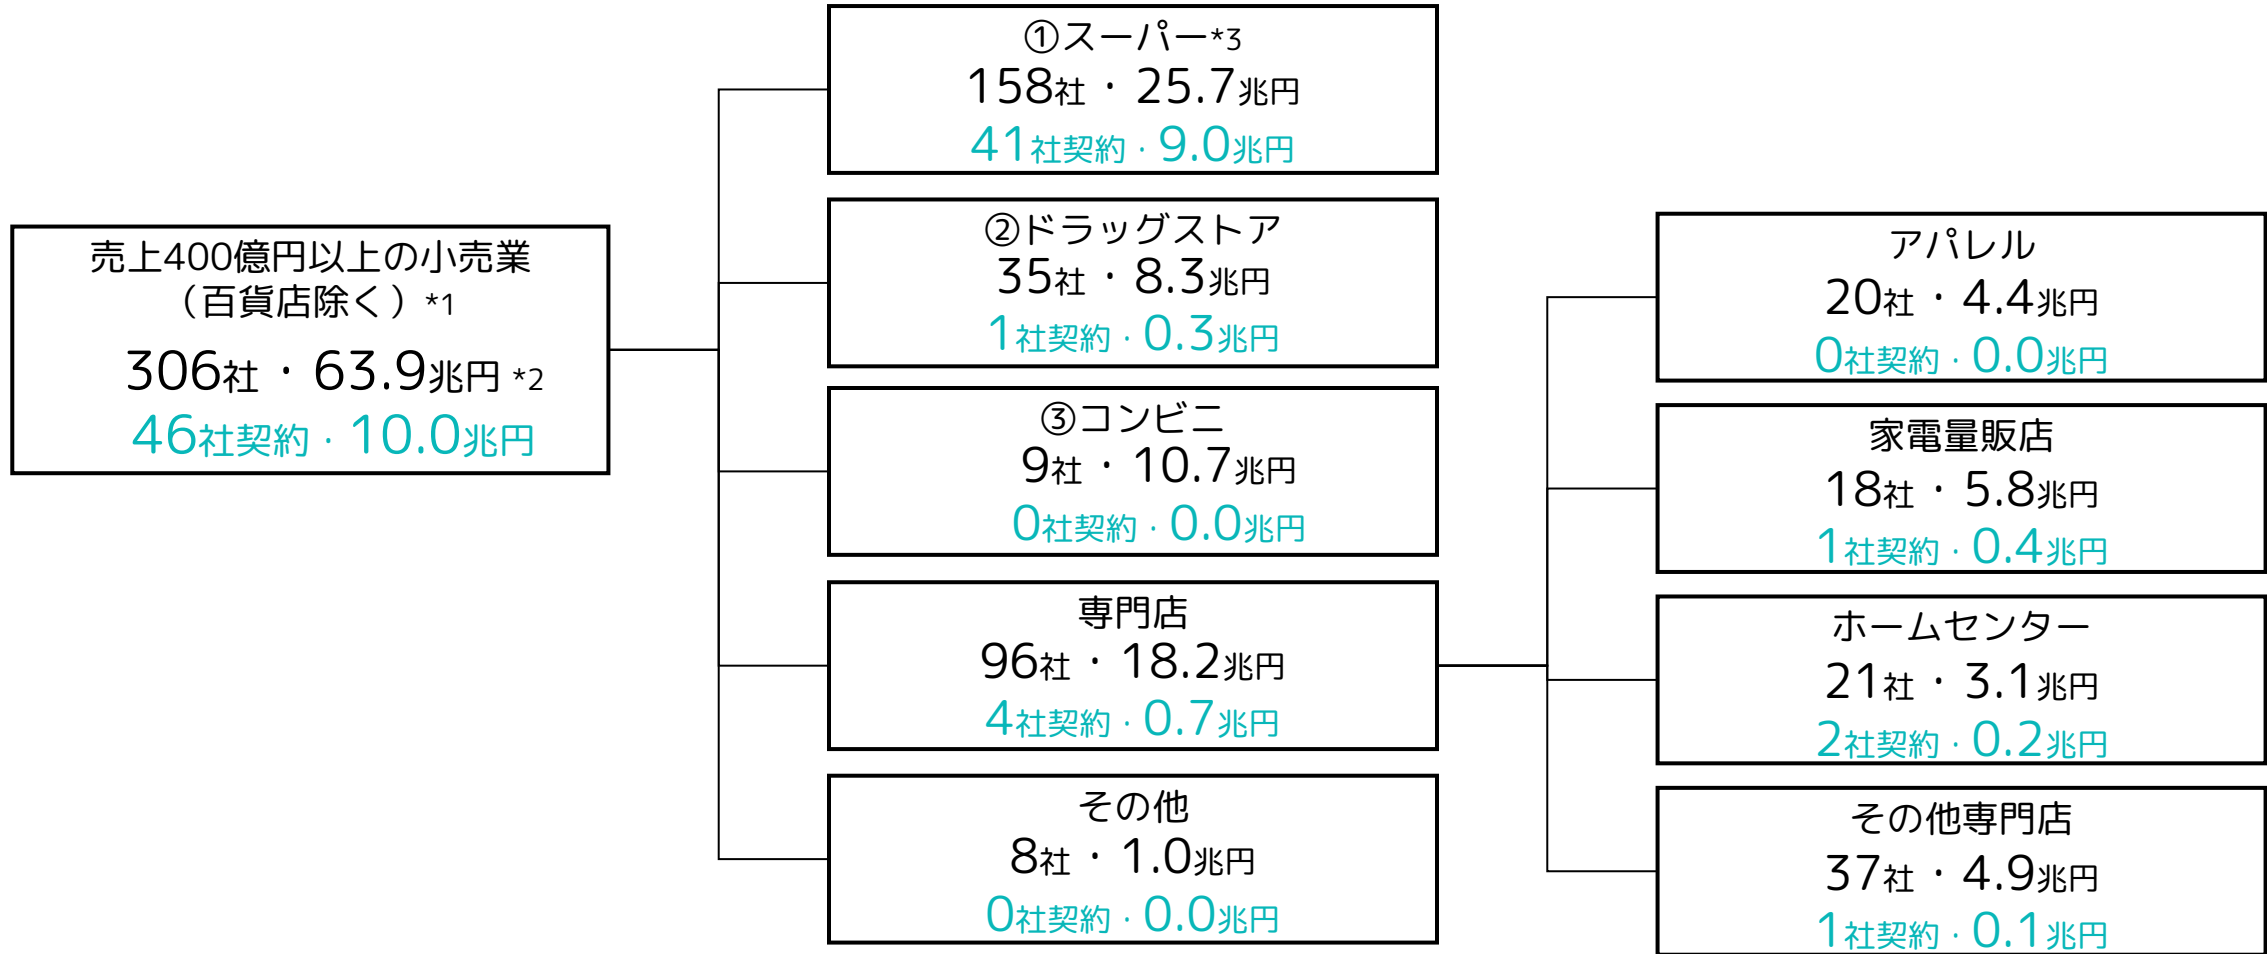 売上400億円以上の小売業
（百貨店除く）*1
306社・63.9兆円 *2
46社契約・10.0兆円
①スーパー*3
158社・25.7兆円
41社契約・9.0兆円
②ドラッグストア
35社・8.3兆円
1社契約・0.3兆円
③コンビニ
9社・10.7兆円
0社契約・0.0兆円
専門店
96社・18.2兆円
4社契約・0.7兆円
その他
8社・1.0兆円
0社契約・0.0兆円
アパレル
20社・4.4兆円
0社契約・0.0兆円
家電量販店
18社・5.8兆円
1社契約・0.4兆円
ホームセンター
21社・3.1兆円
2社契約・0.2兆円
その他専門店
37社・4.9兆円
1社契約・0.1兆円